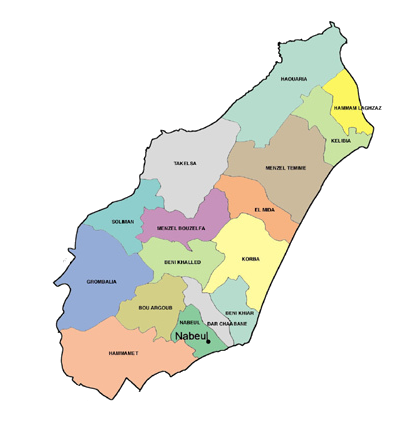 HAOUARIA
HAMMAM LAGHZAZ
KELIBIA
TAKELSA
MENZEL TEMIME
EL MIDA
SOLIMAN
MENZEL BOUZELFA
KORBA
BENI KHALLED
GROMBALIA
BOU ARGOUB
BENI KHIAR
NABEUL
DAR CHAABANE
Nabeul
HAMMAMET